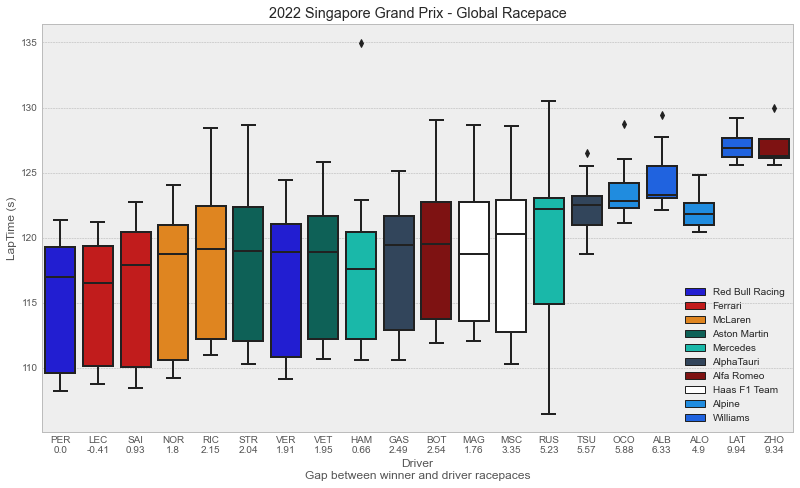 2022 Singapore Grand Prix - Global Racepace
LapTime (s)
135
130
125
120
115
110
Red Bull Racing
Ferrari
McLaren
Aston Martin
Mercedes
AlphaTauri
Alfa Romeo
Haas F1 Team
Alpine
Williams
PER LEC SAI NOR RIC STR VER VET HAM GAS BOT MAG MSC RUS TSU OCO ALB ALO LAT ZHO
0.0 -0.41 0.93 1.8 2.15 2.04 1.91 1.95 0.66 2.49 2.54 1.76 3.35 5.23 5.57 5.88 6.33 4.9 9.94 9.34
Driver
Gap between winner and driver racepaces